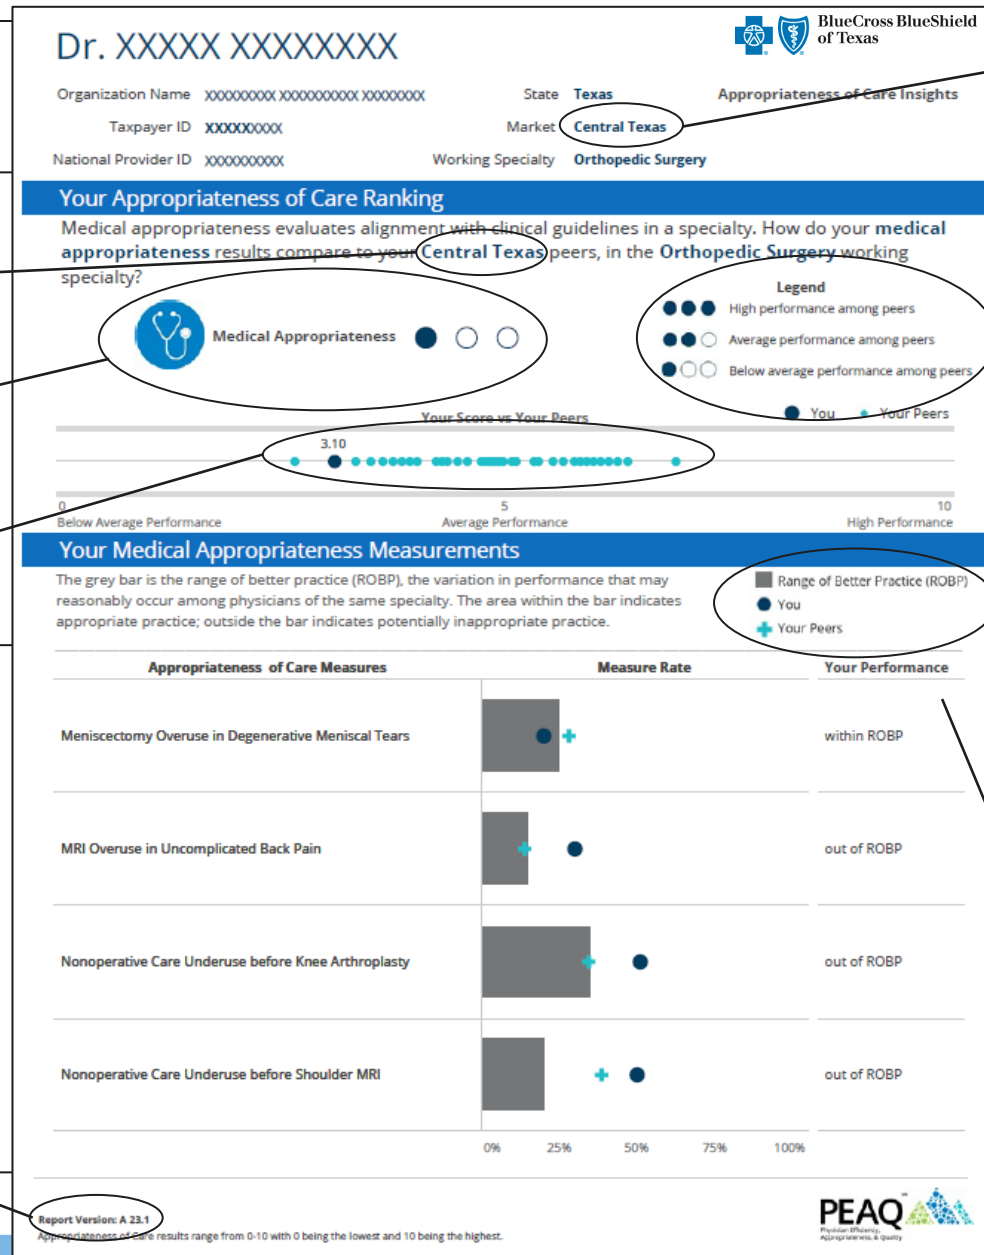 Dr. XXXXX XXXXXXXX
BlueCross BlueShield
of Texas
Organization Name XXXXXXXXX XXXXXXXXXX XXXXXXXX State Texas Appropriateness of Care Insights
Taxpayer ID XXXXXXXXX Market Central Texas
National Provider ID XXXXXXXXXX Working Specialty Orthopedic Surgery
Your Appropriateness of Care Ranking
Medical appropriateness evaluates alignment with clinical guidelines in a specialty. How do your medical
appropriateness results compare to your Central Texas peers, in the Orthopedic Surgery working
specialty?
Legend
High performance among peers
Medical Appropriateness
Average performance among peers
Below average performance among peers
Your Score vs Your Peers
You Your Peers
3.10
0 5 10
Below Average Performance Average Performance High Performance
Your Medical Appropriateness Measurements
The grey bar is the range of better practice (ROBP), the variation in performance that may
reasonably occur among physicians of the same specialty. The area within the bar indicates
appropriate practice; outside the bar indicates potentially inappropriate practice.
Range of Better Practice (ROBP)
You
Your Peers
Appropriateness of Care Measures Measure Rate Your Performance
Meniscectomy Overuse in Degenerative Meniscal Tears within ROBP
MRI Overuse in Uncomplicated Back Pain out of ROBP
Nonoperative Care Underuse before Knee Arthroplasty out of ROBP
Nonoperative Care Underuse before Shoulder MRI out of ROBP
0% 25% 50% 75% 100%
Report Version: A 23.1
Appropriateness of Care results range from 0-10 with 0 being the lowest and 10 being the highest.
PEAQ
Physician Efficiency,
Appropriateness, & Quality